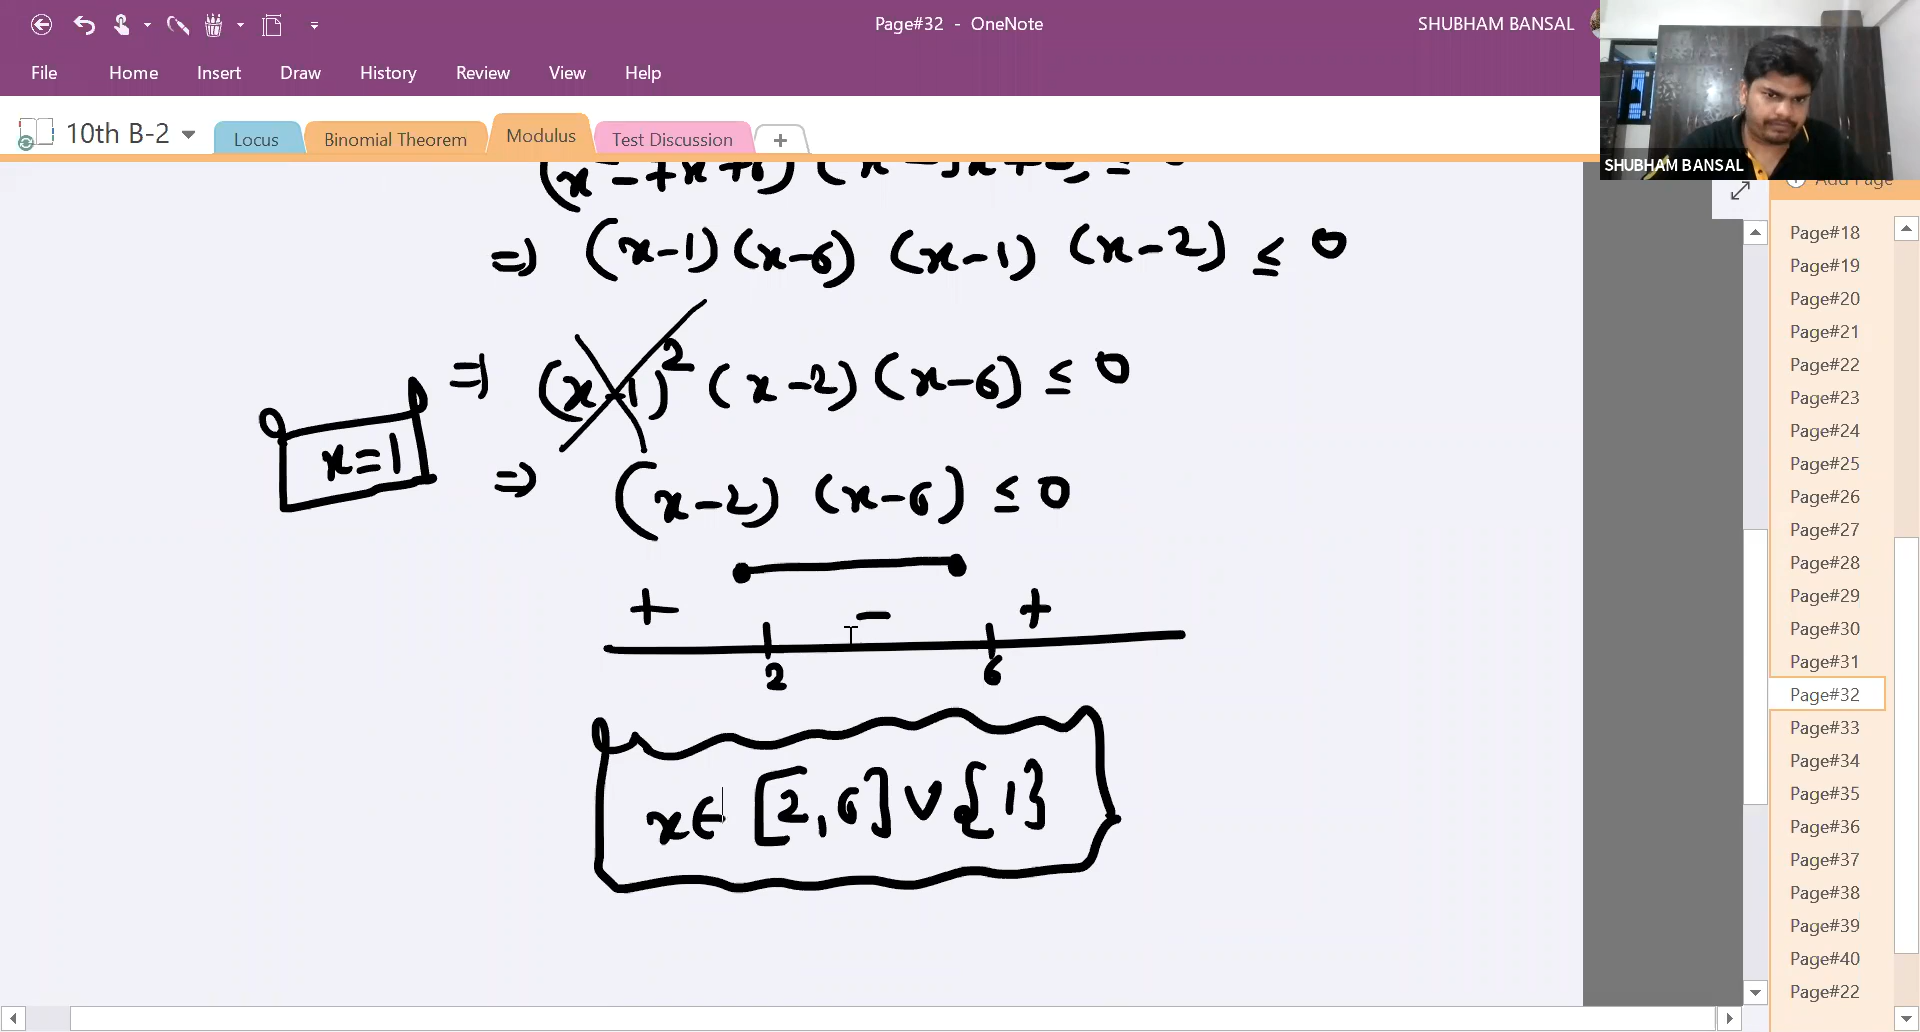 Page#32 - OneNote
SHUBHAM BANSAL
File Home Insert Draw History Review View Help
10th B-2 Locus Binomial Theorem Modulus Test Discussion +
SHUBHAM BANSAL
Add Page
=> (x-1) (x-6) (x-1) (x-2) ≤ 0
=> (x-1)² (x-2) (x-6) ≤ 0
x=1
=> (x-2) (x-6) ≤ 0
+ - +
2 6
x∈ [2,6] ∪ {1}
Page#18
Page#19
Page#20
Page#21
Page#22
Page#23
Page#24
Page#25
Page#26
Page#27
Page#28
Page#29
Page#30
Page#31
Page#32
Page#33
Page#34
Page#35
Page#36
Page#37
Page#38
Page#39
Page#40
Page#22